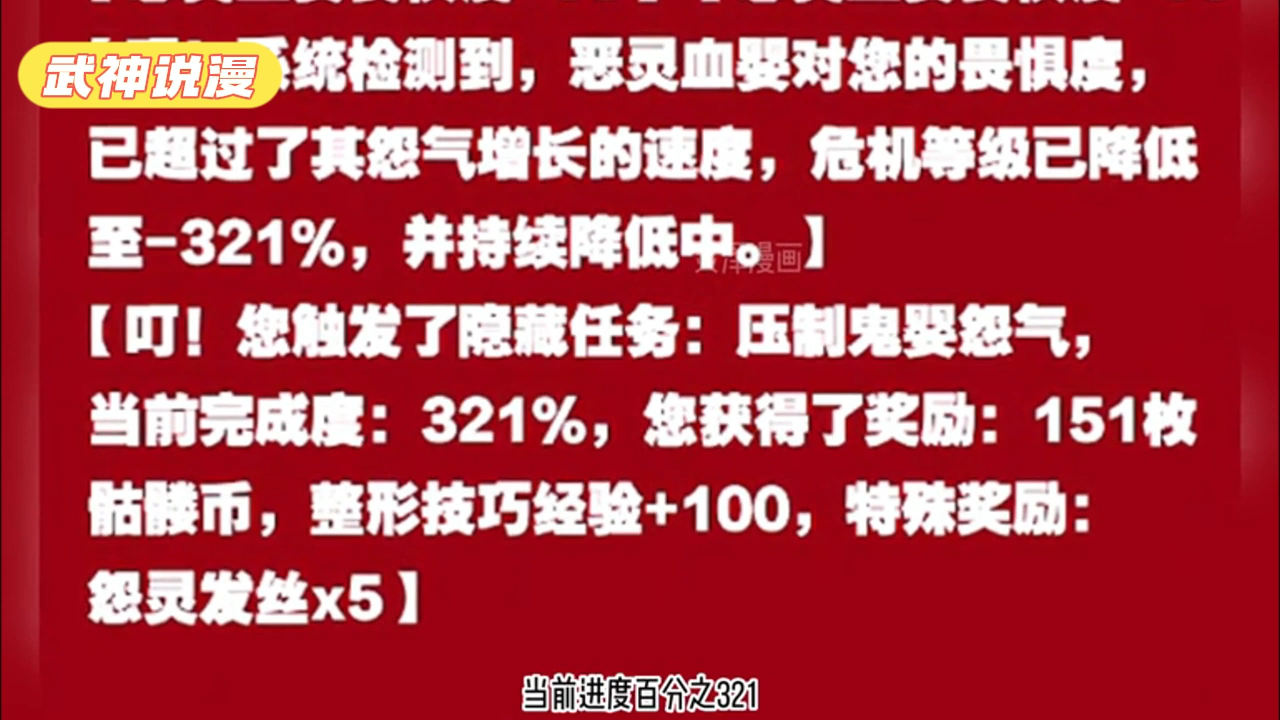 武神说漫
系统检测到，恶灵血婴对您的畏惧度，
已超过了其怨气增长的速度，危机等级已降低
至-321%，并持续降低中。】
漫画
【叮！您触发了隐藏任务：压制鬼婴怨气，
当前完成度：321%，您获得了奖励：151枚
骷髅币，整形技巧经验+100，特殊奖励：
怨灵发丝x5】
当前进度百分之321